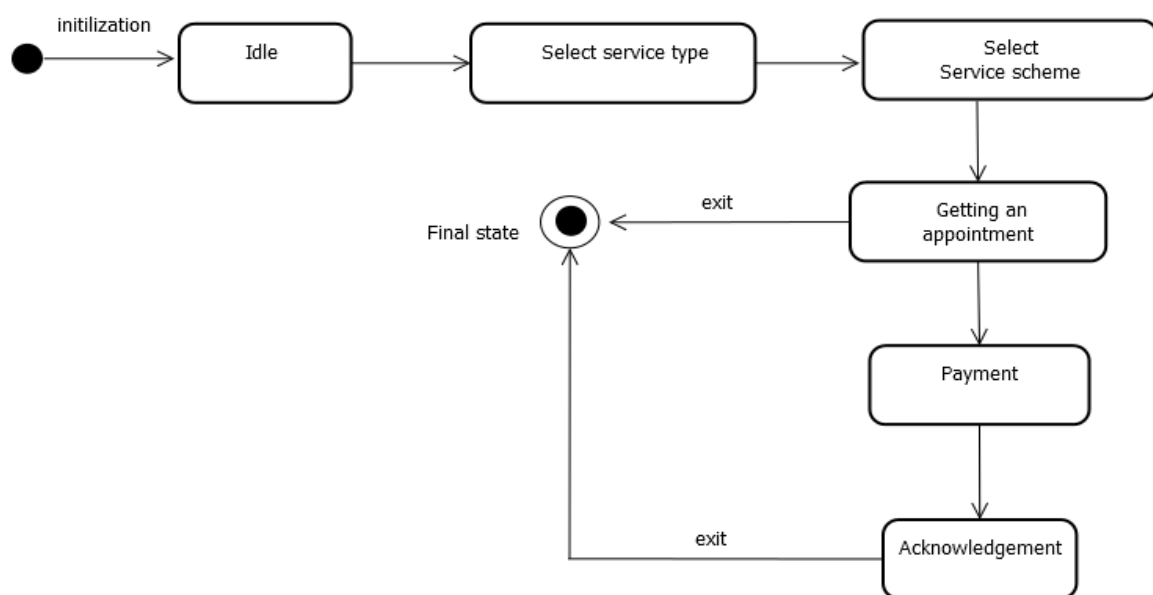 initilization
Idle
Select service type
Select
Service scheme
exit
Getting an
appointment
Final state
Payment
exit
Acknowledgement